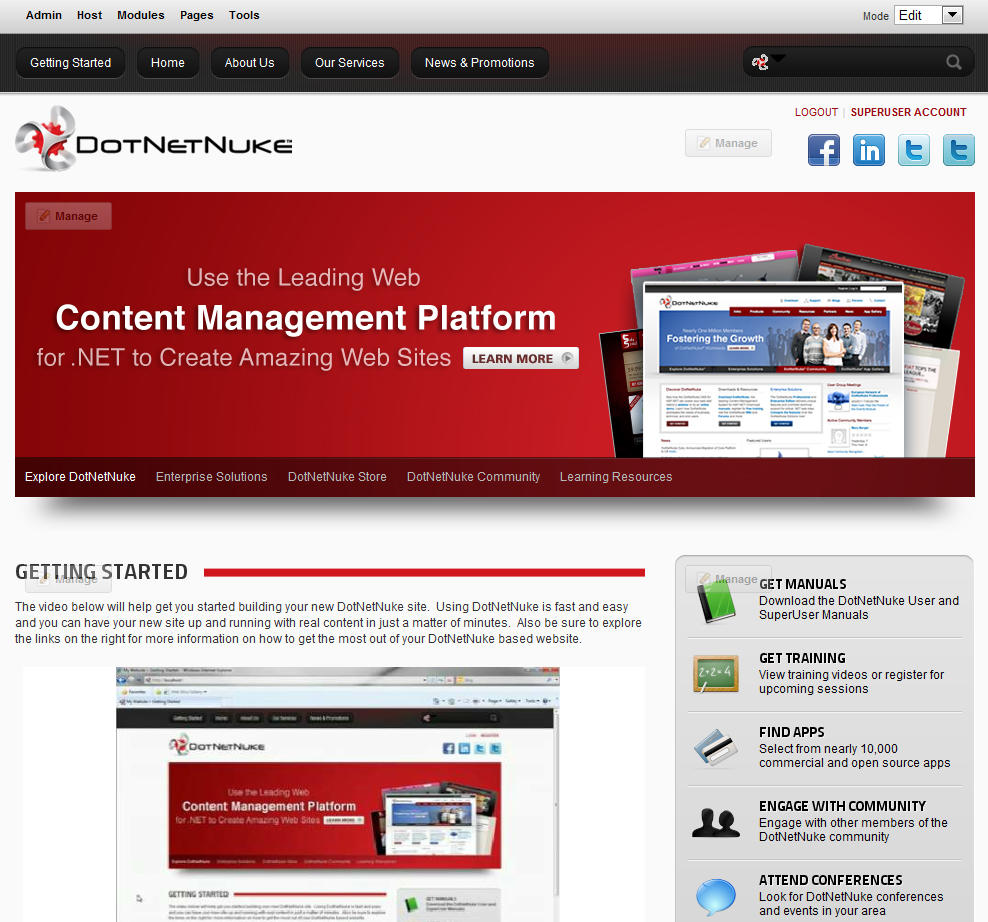 Admin Host Modules Pages Tools
Mode Edit
Getting Started Home About Us Our Services News & Promotions
LOGOUT | SUPERUSER ACCOUNT
DOTNETNUKE
Manage
Manage
Use the Leading Web
Content Management Platform
for .NET to Create Amazing Web Sites LEARN MORE
DOTNETNUKE
Nearly One Million Members
Fostering the Growth
Explore DotNetNuke Enterprise Solutions DotNetNuke Store DotNetNuke Community Learning Resources
GETTING STARTED
Manage
The video below will help get you started building your new DotNetNuke site. Using DotNetNuke is fast and easy
and you can have your new site up and running with real content in just a matter of minutes. Also be sure to explore
the links on the right for more information on how to get the most out of your DotNetNuke based website.
Getting Started Home About Us Our Services News & Promotions
DOTNETNUKE
Use the Leading Web
Content Management Platform
for .NET to Create Amazing Web Sites LEARN MORE
GETTING STARTED
Manage
GET MANUALS
Download the DotNetNuke User and
SuperUser Manuals
2+2=4
GET TRAINING
View training videos or register for
upcoming sessions
FIND APPS
Select from nearly 10,000
commercial and open source apps
ENGAGE WITH COMMUNITY
Engage with other members of the
DotNetNuke community
ATTEND CONFERENCES
Look for DotNetNuke conferences
and events in your area